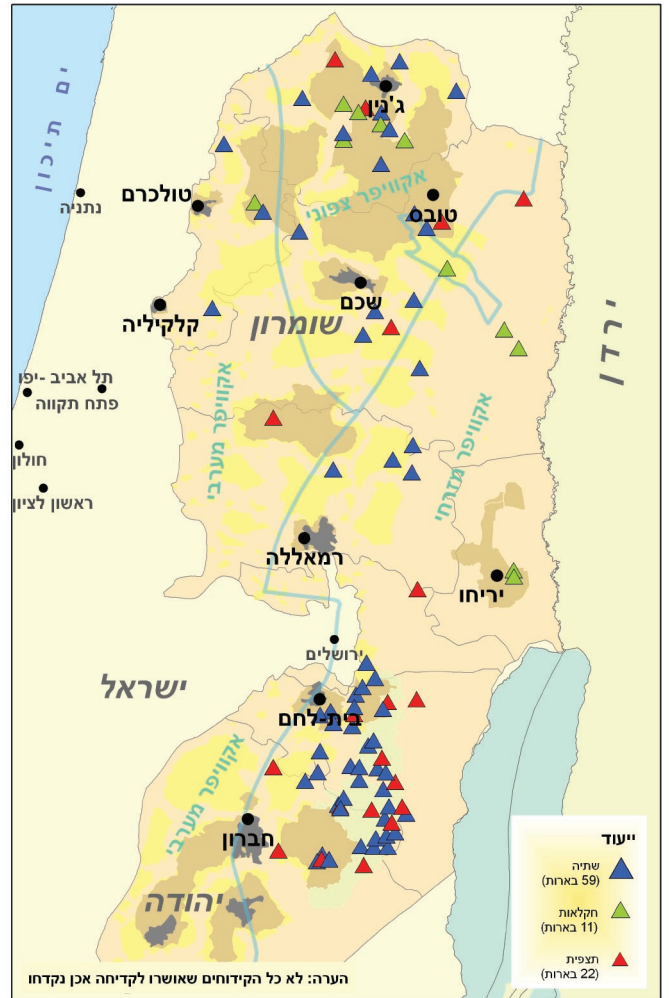 ים תיכון
ג'נין
טולכרם
נתניה
אקוויפר צפוני
טובס
שכם
קלקיליה
שומרון
ירדן
תל אביב -יפו
פתח תקווה
אקוויפר מערבי
אקוויפר מזרחי
חולון
ראשון לציון
רמאללה
יריחו
ירושלים
ישראל
בית-לחם
אקוויפר מערבי
חברון
יהודה
ייעוד
שתיה
(59 בארות)
חקלאות
(11 בארות)
תצפית
(22 בארות)
הערה: לא כל הקידוחים שאושרו לקדיחה אכן נקדחו